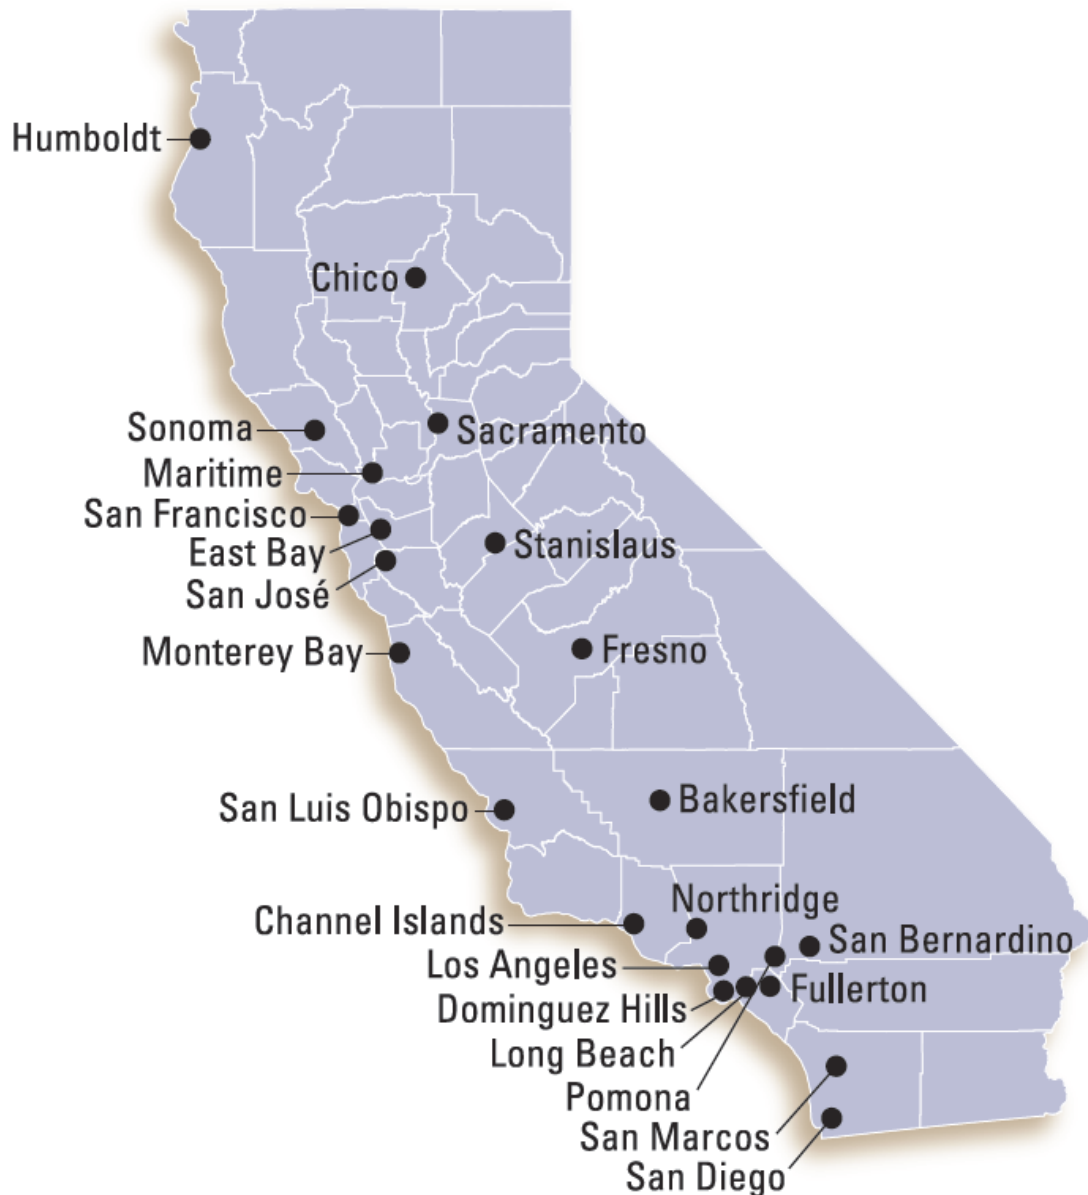 Humboldt
Chico
Sonoma
Sacramento
Maritime
San Francisco
East Bay
Stanislaus
San José
Monterey Bay
Fresno
San Luis Obispo
Bakersfield
Northridge
Channel Islands
San Bernardino
Los Angeles
Fullerton
Dominguez Hills
Long Beach
Pomona
San Marcos
San Diego